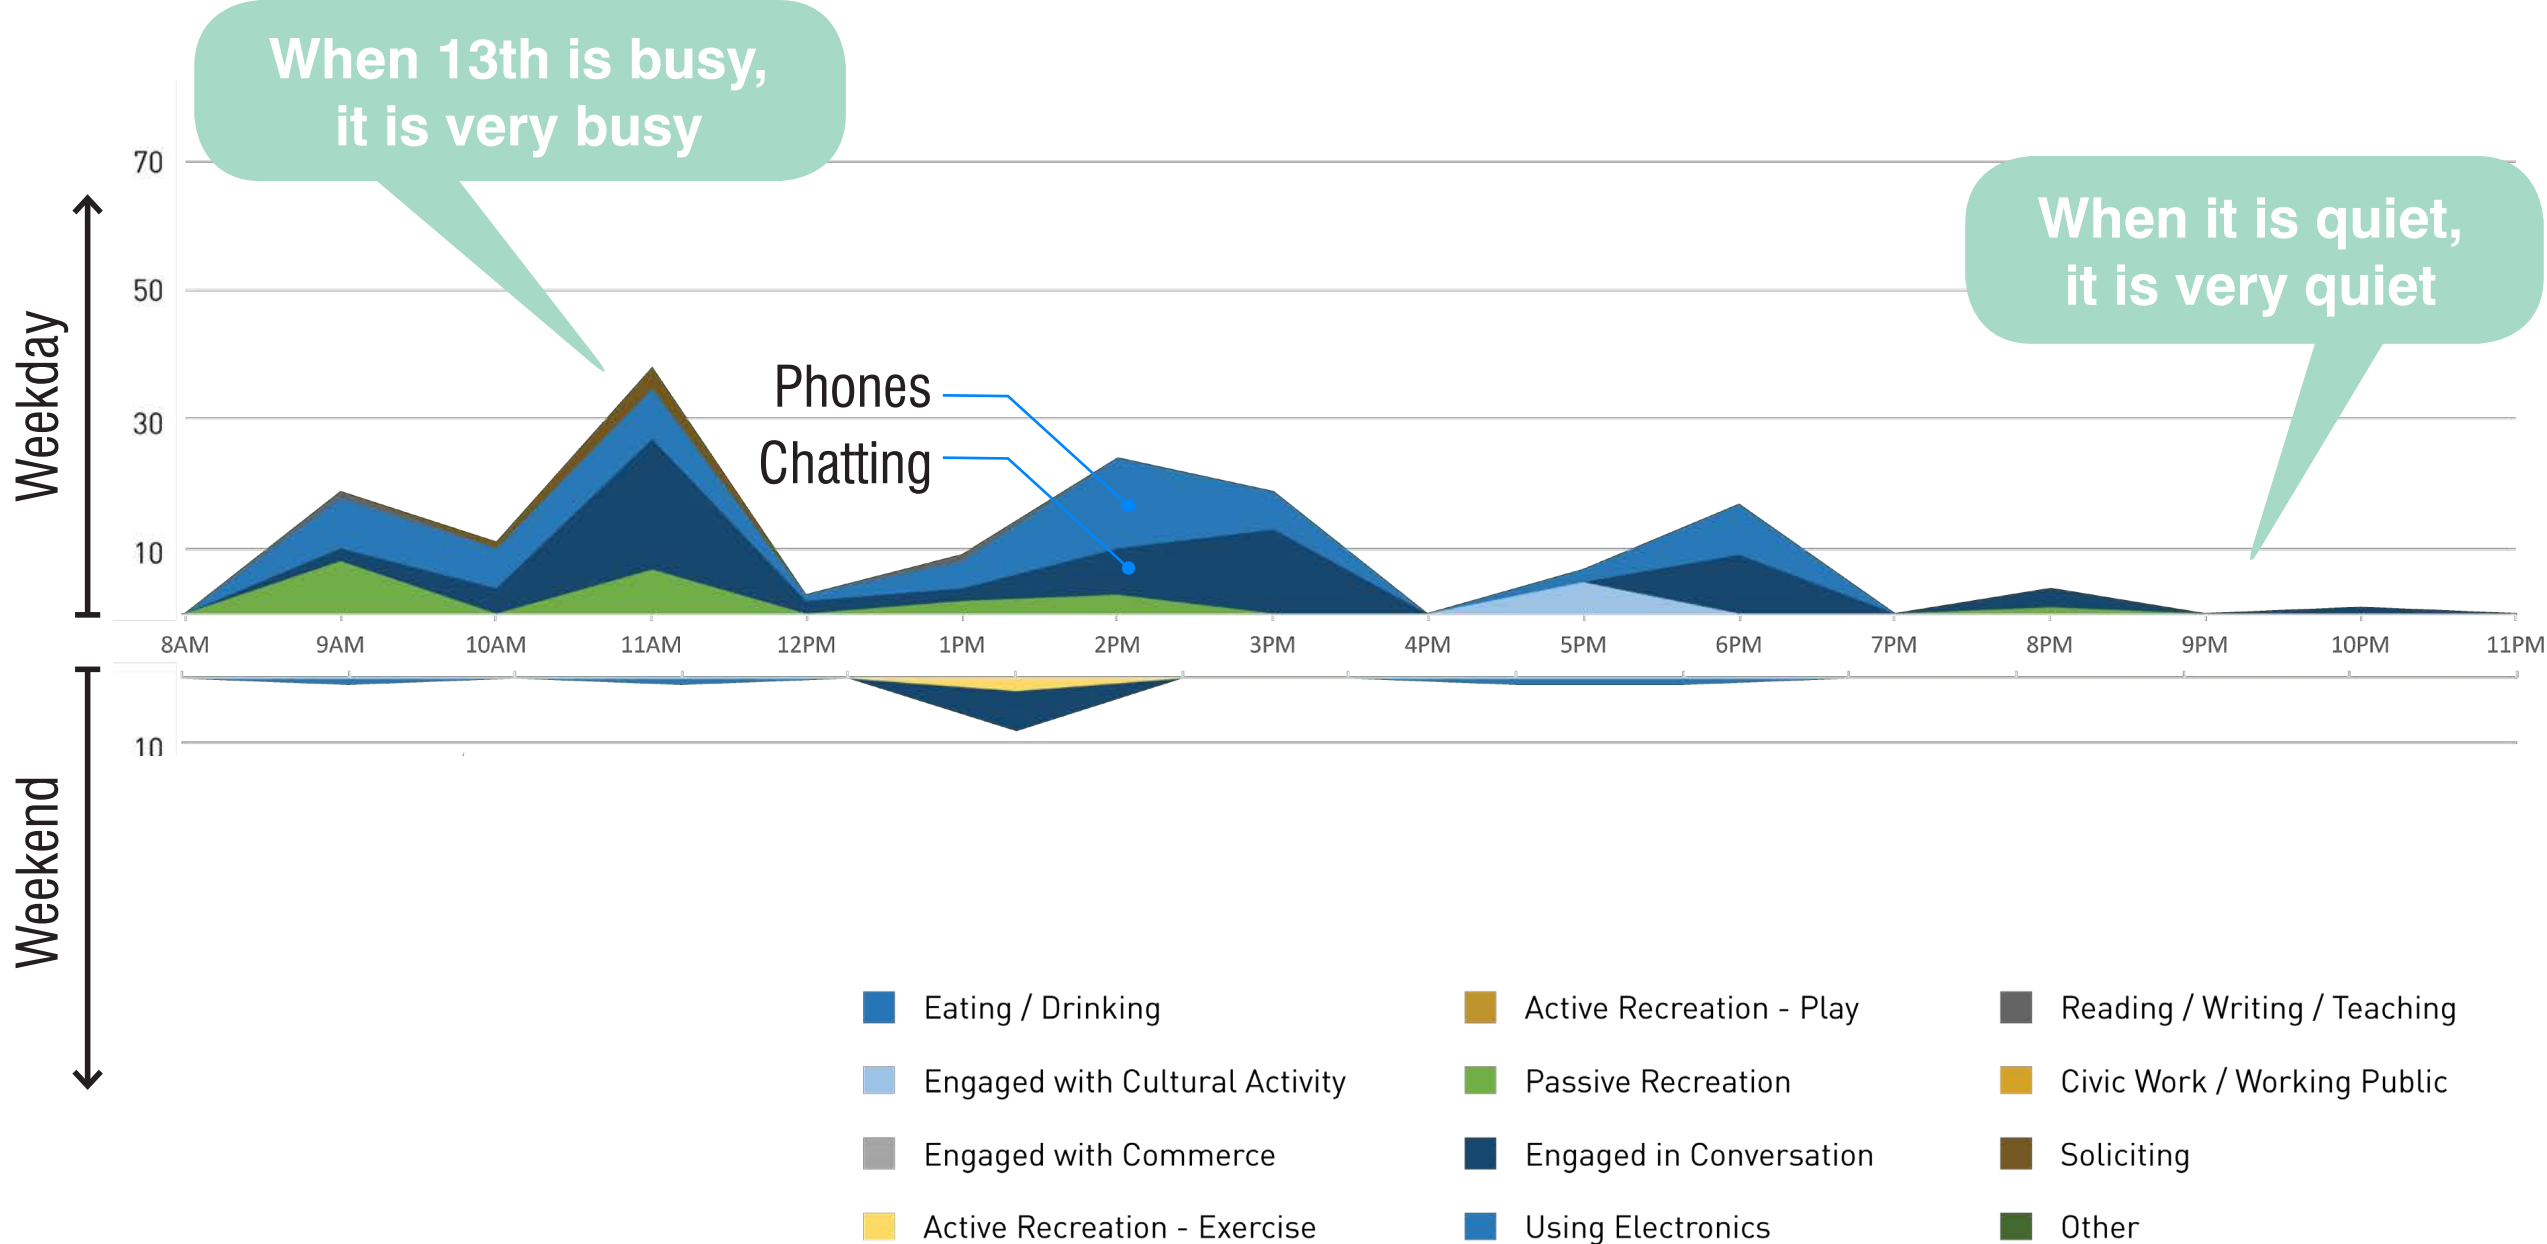 When 13th is busy,
it is very busy
When it is quiet,
it is very quiet
Weekday
70
50
30
10
Phones
Chatting
8AM 9AM 10AM 11AM 12PM 1PM 2PM 3PM 4PM 5PM 6PM 7PM 8PM 9PM 10PM 11PM
10
Weekend
Eating / Drinking
Engaged with Cultural Activity
Engaged with Commerce
Active Recreation - Exercise
Active Recreation - Play
Passive Recreation
Engaged in Conversation
Using Electronics
Reading / Writing / Teaching
Civic Work / Working Public
Soliciting
Other